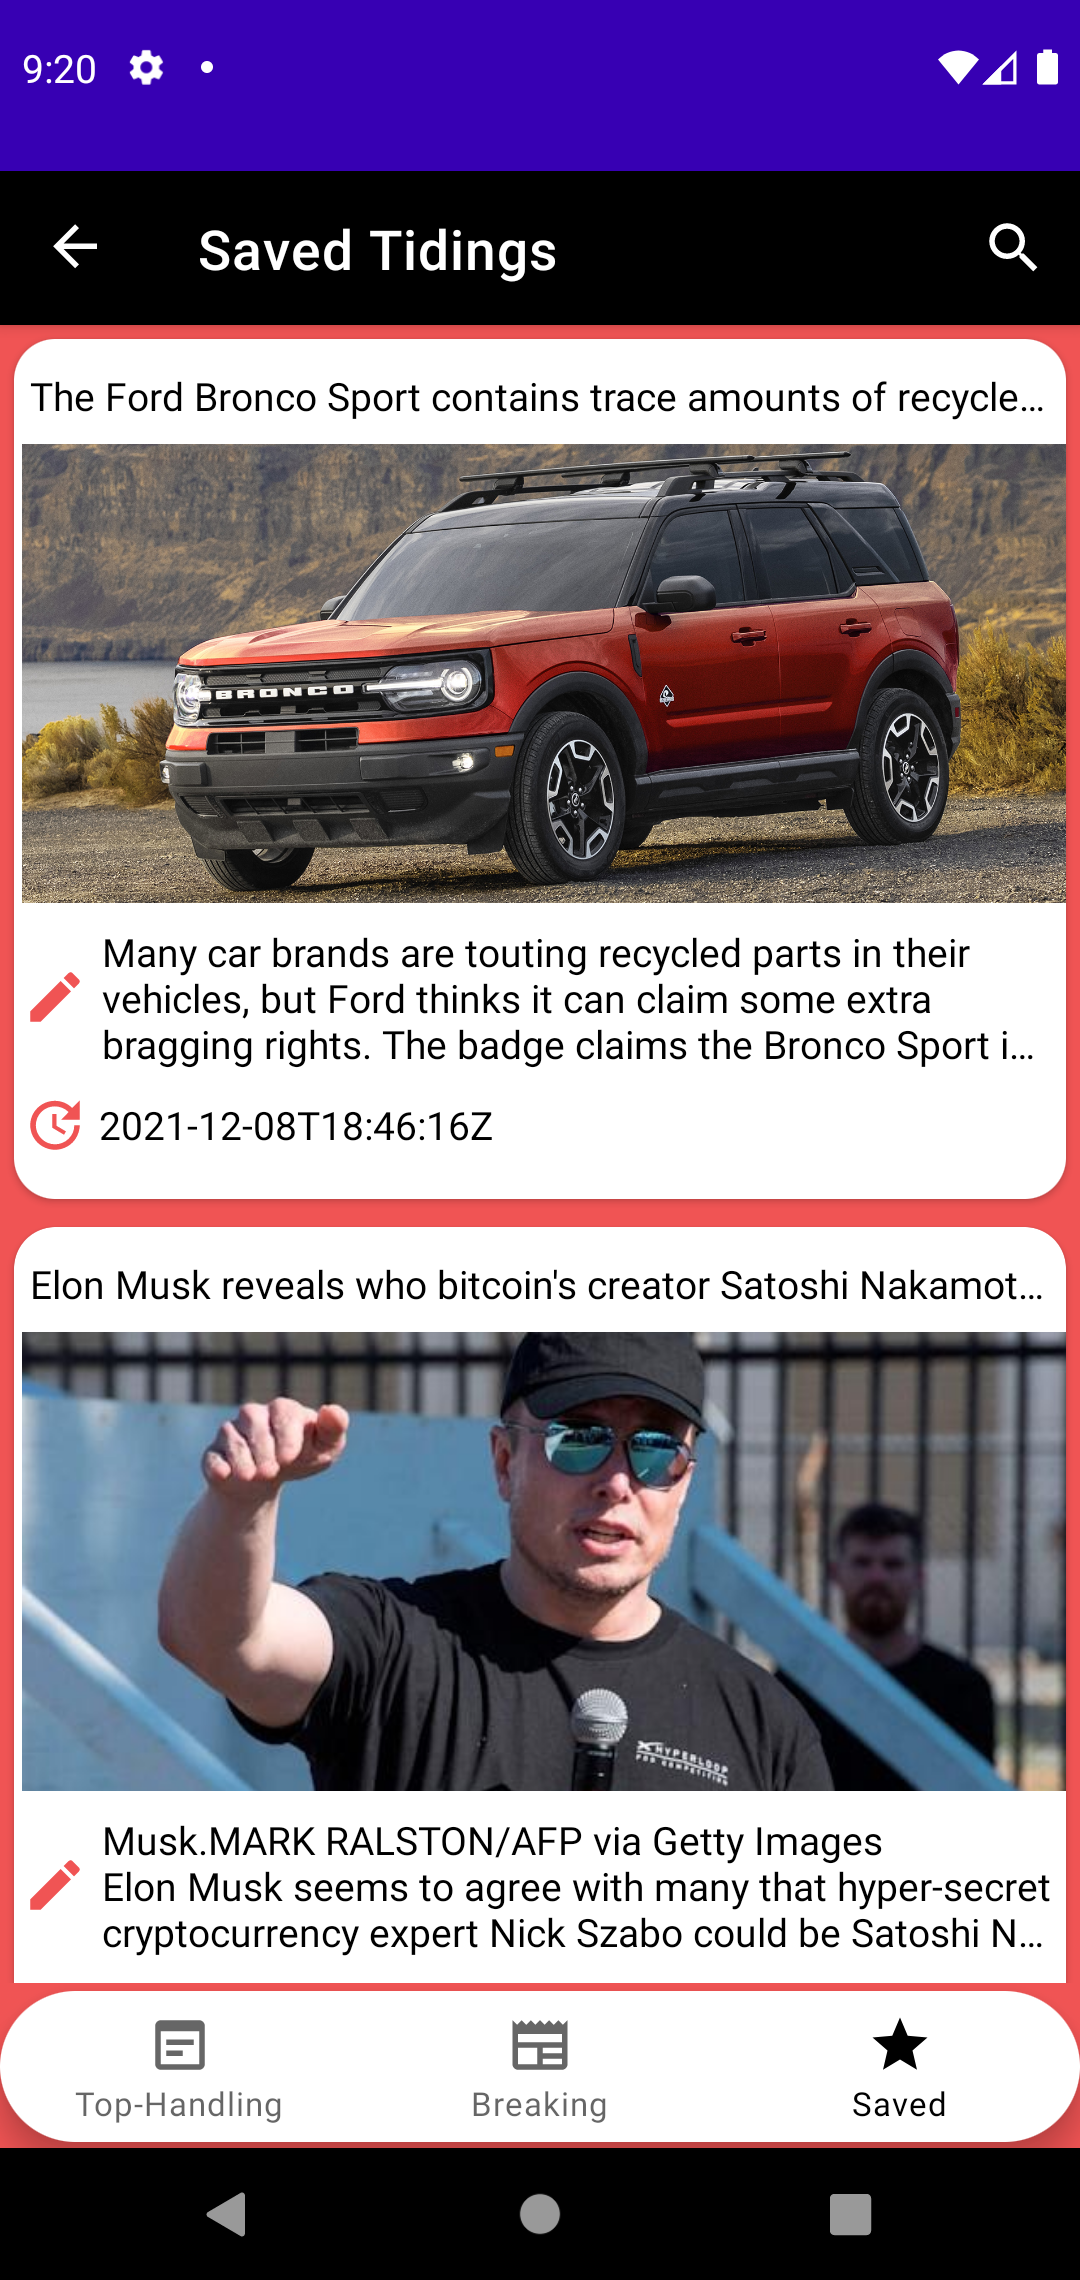 9:20
Saved Tidings
The Ford Bronco Sport contains trace amounts of recycle…
BRONCO
Many car brands are touting recycled parts in their
vehicles, but Ford thinks it can claim some extra
bragging rights. The badge claims the Bronco Sport i…
2021-12-08T18:46:16Z
Elon Musk reveals who bitcoin's creator Satoshi Nakamot…
HYPERLOOP
POD COMPETITION
Musk.MARK RALSTON/AFP via Getty Images
Elon Musk seems to agree with many that hyper-secret
cryptocurrency expert Nick Szabo could be Satoshi N…
Top-Handling
Breaking
Saved